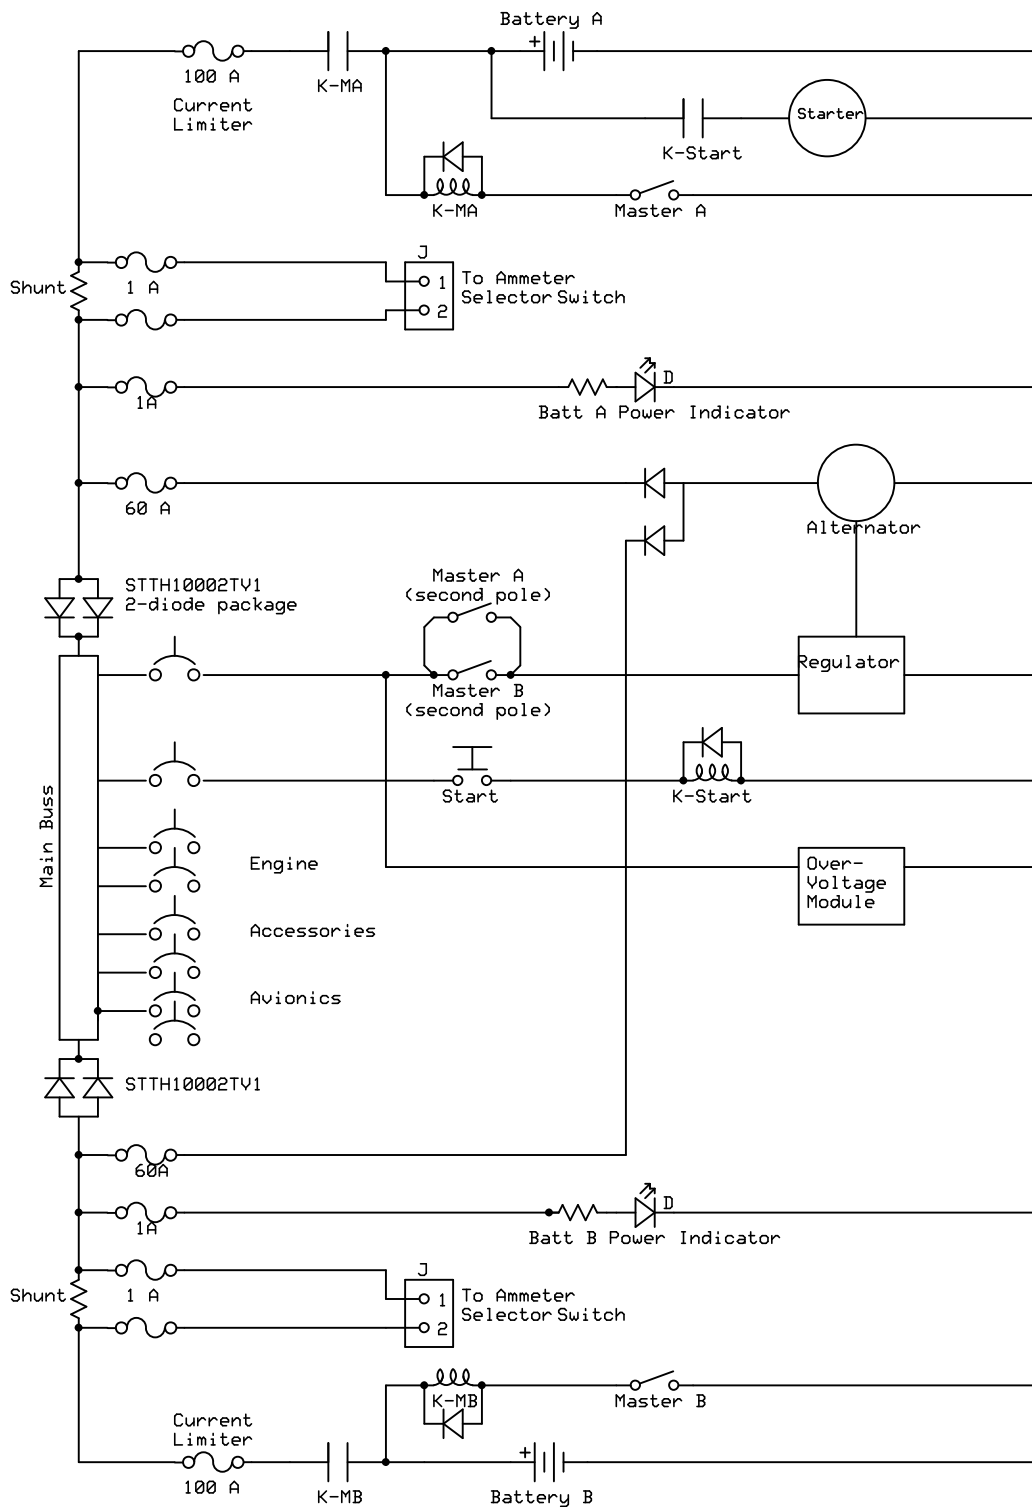 Battery A
+
100 A
K-MA
Current
Limiter
Starter
K-Start
K-MA
Master A
J
Shunt
1 A
1
2
To Ammeter
Selector Switch
D
1A
Batt A Power Indicator
60 A
Alternator
STTH10002TV1
2-diode package
Master A
(second pole)
Regulator
Master B
(second pole)
Main Buss
Start
K-Start
Engine
Over-
Voltage
Module
Accessories
Avionics
STTH10002TV1
60A
D
1A
Batt B Power Indicator
J
Shunt
1 A
1
2
To Ammeter
Selector Switch
K-MB
Master B
Current
Limiter
+
100 A
K-MB
Battery B